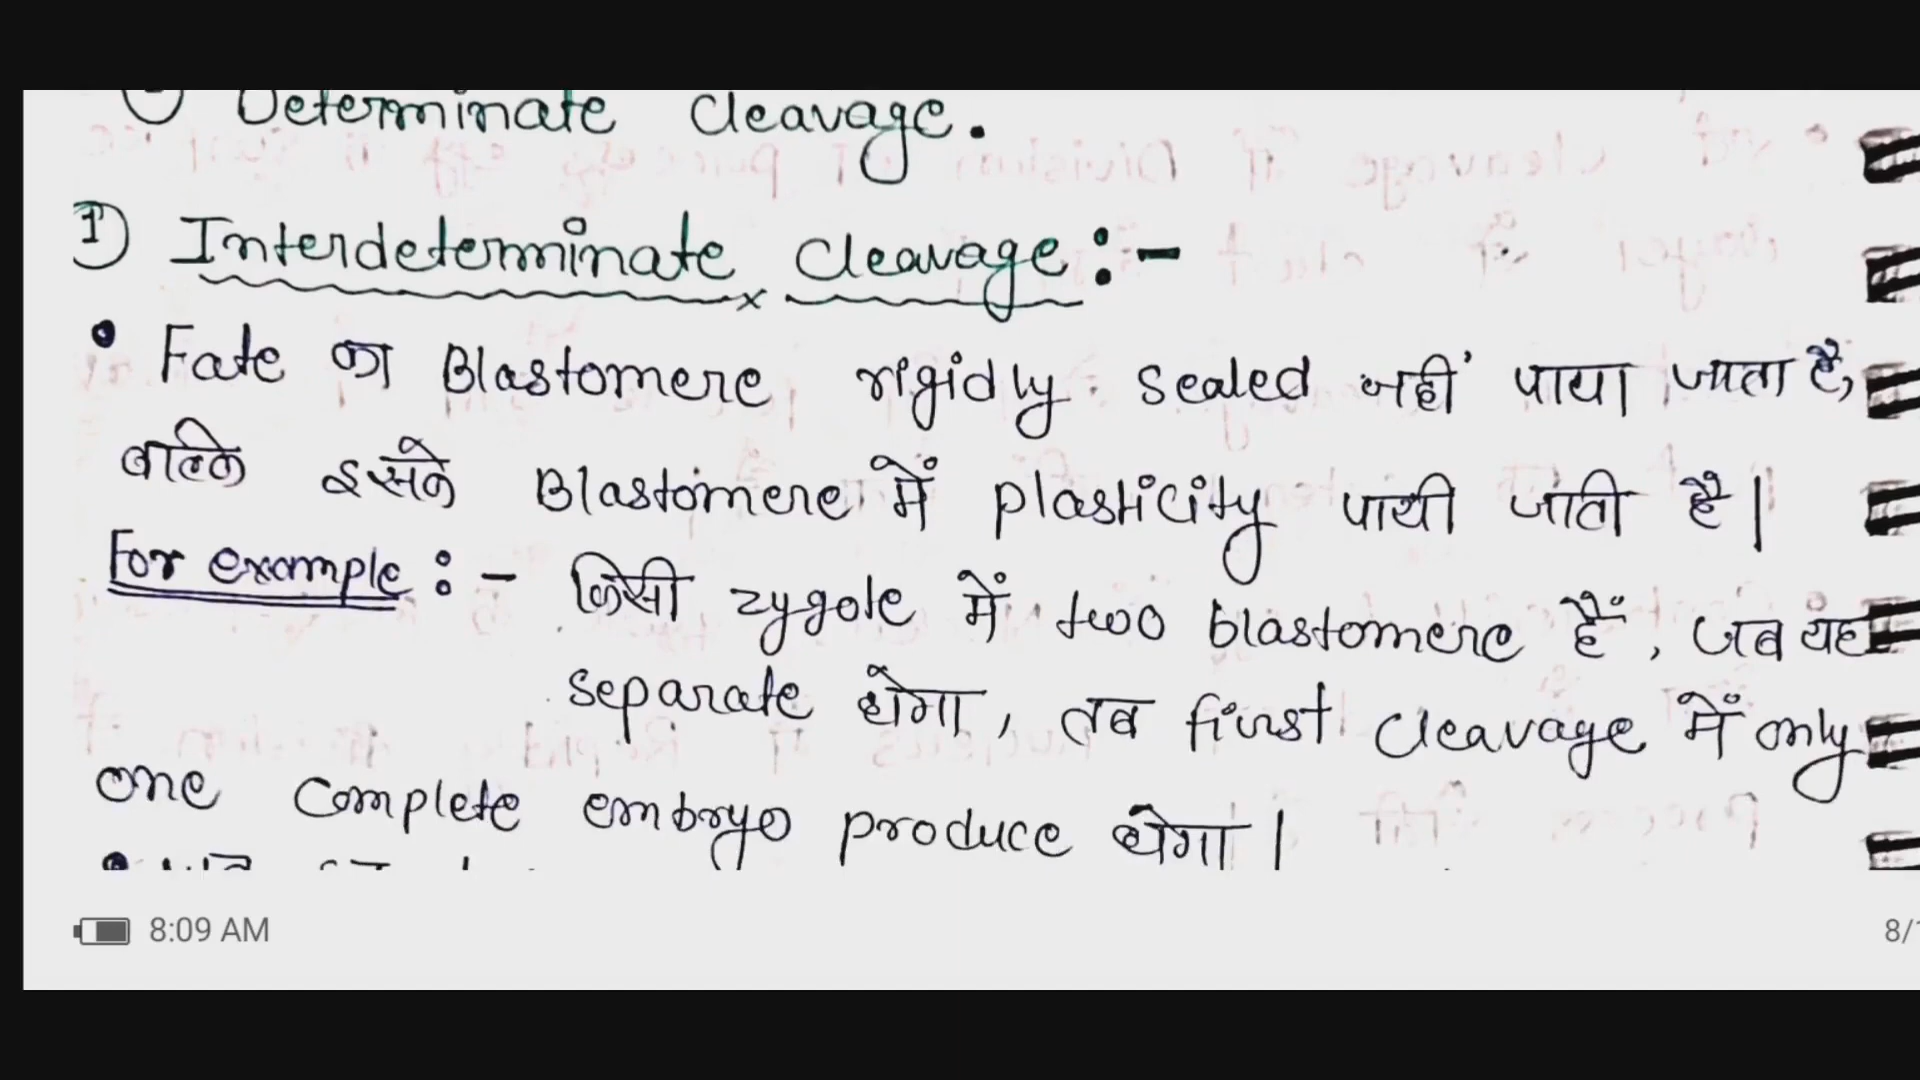 Determinate Cleavage.
1) Interdeterminate Cleavage :-
• Fate का Blastomere rigidly sealed नहीं पाया जाता है,
बल्कि इसके Blastomere में plasticity पायी जाती है |
For example :- किसी zygote में two blastomere हैं, जब यह
separate होगा, तब first cleavage में only
one complete embryo produce होगा |
8:09 AM